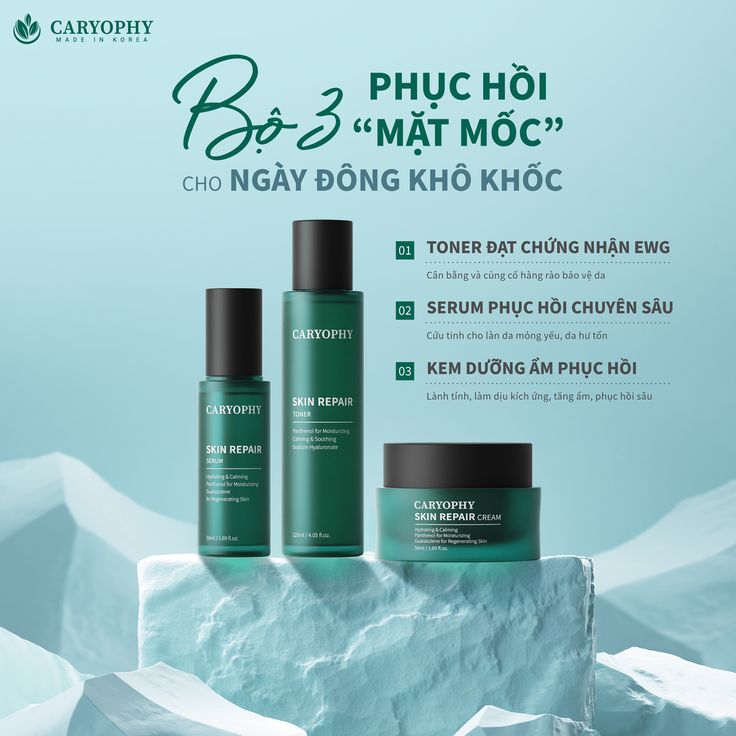 CARYOPHY
MADE IN KOREA
Bộ 3
PHỤC HỒI
“MẶT MỐC”
CHO NGÀY ĐÔNG KHÔ KHỐC
01 TONER ĐẠT CHỨNG NHẬN EWG
Cân bằng và củng cố hàng rào bảo vệ da
02 SERUM PHỤC HỒI CHUYÊN SÂU
Cứu tinh cho làn da mỏng yếu, da hư tổn
03 KEM DƯỠNG ẨM PHỤC HỒI
Lành tính, làm dịu kích ứng, tăng ẩm, phục hồi sâu
CARYOPHY
SKIN REPAIR
SERUM
Hydrating & Calming
Panthenol for Moisturizing
Guaiazulene
for Regenerating Skin
50ml / 1.69 fl.oz.
CARYOPHY
SKIN REPAIR
TONER
Panthenol for Moisturizing
Calming & Soothing
Sodium Hyaluronate
120ml / 4.05 fl.oz.
CARYOPHY
SKIN REPAIR CREAM
Hydrating & Calming
Panthenol for Moisturizing
Guaiazulene for Regenerating Skin
50ml / 1.69 fl.oz.